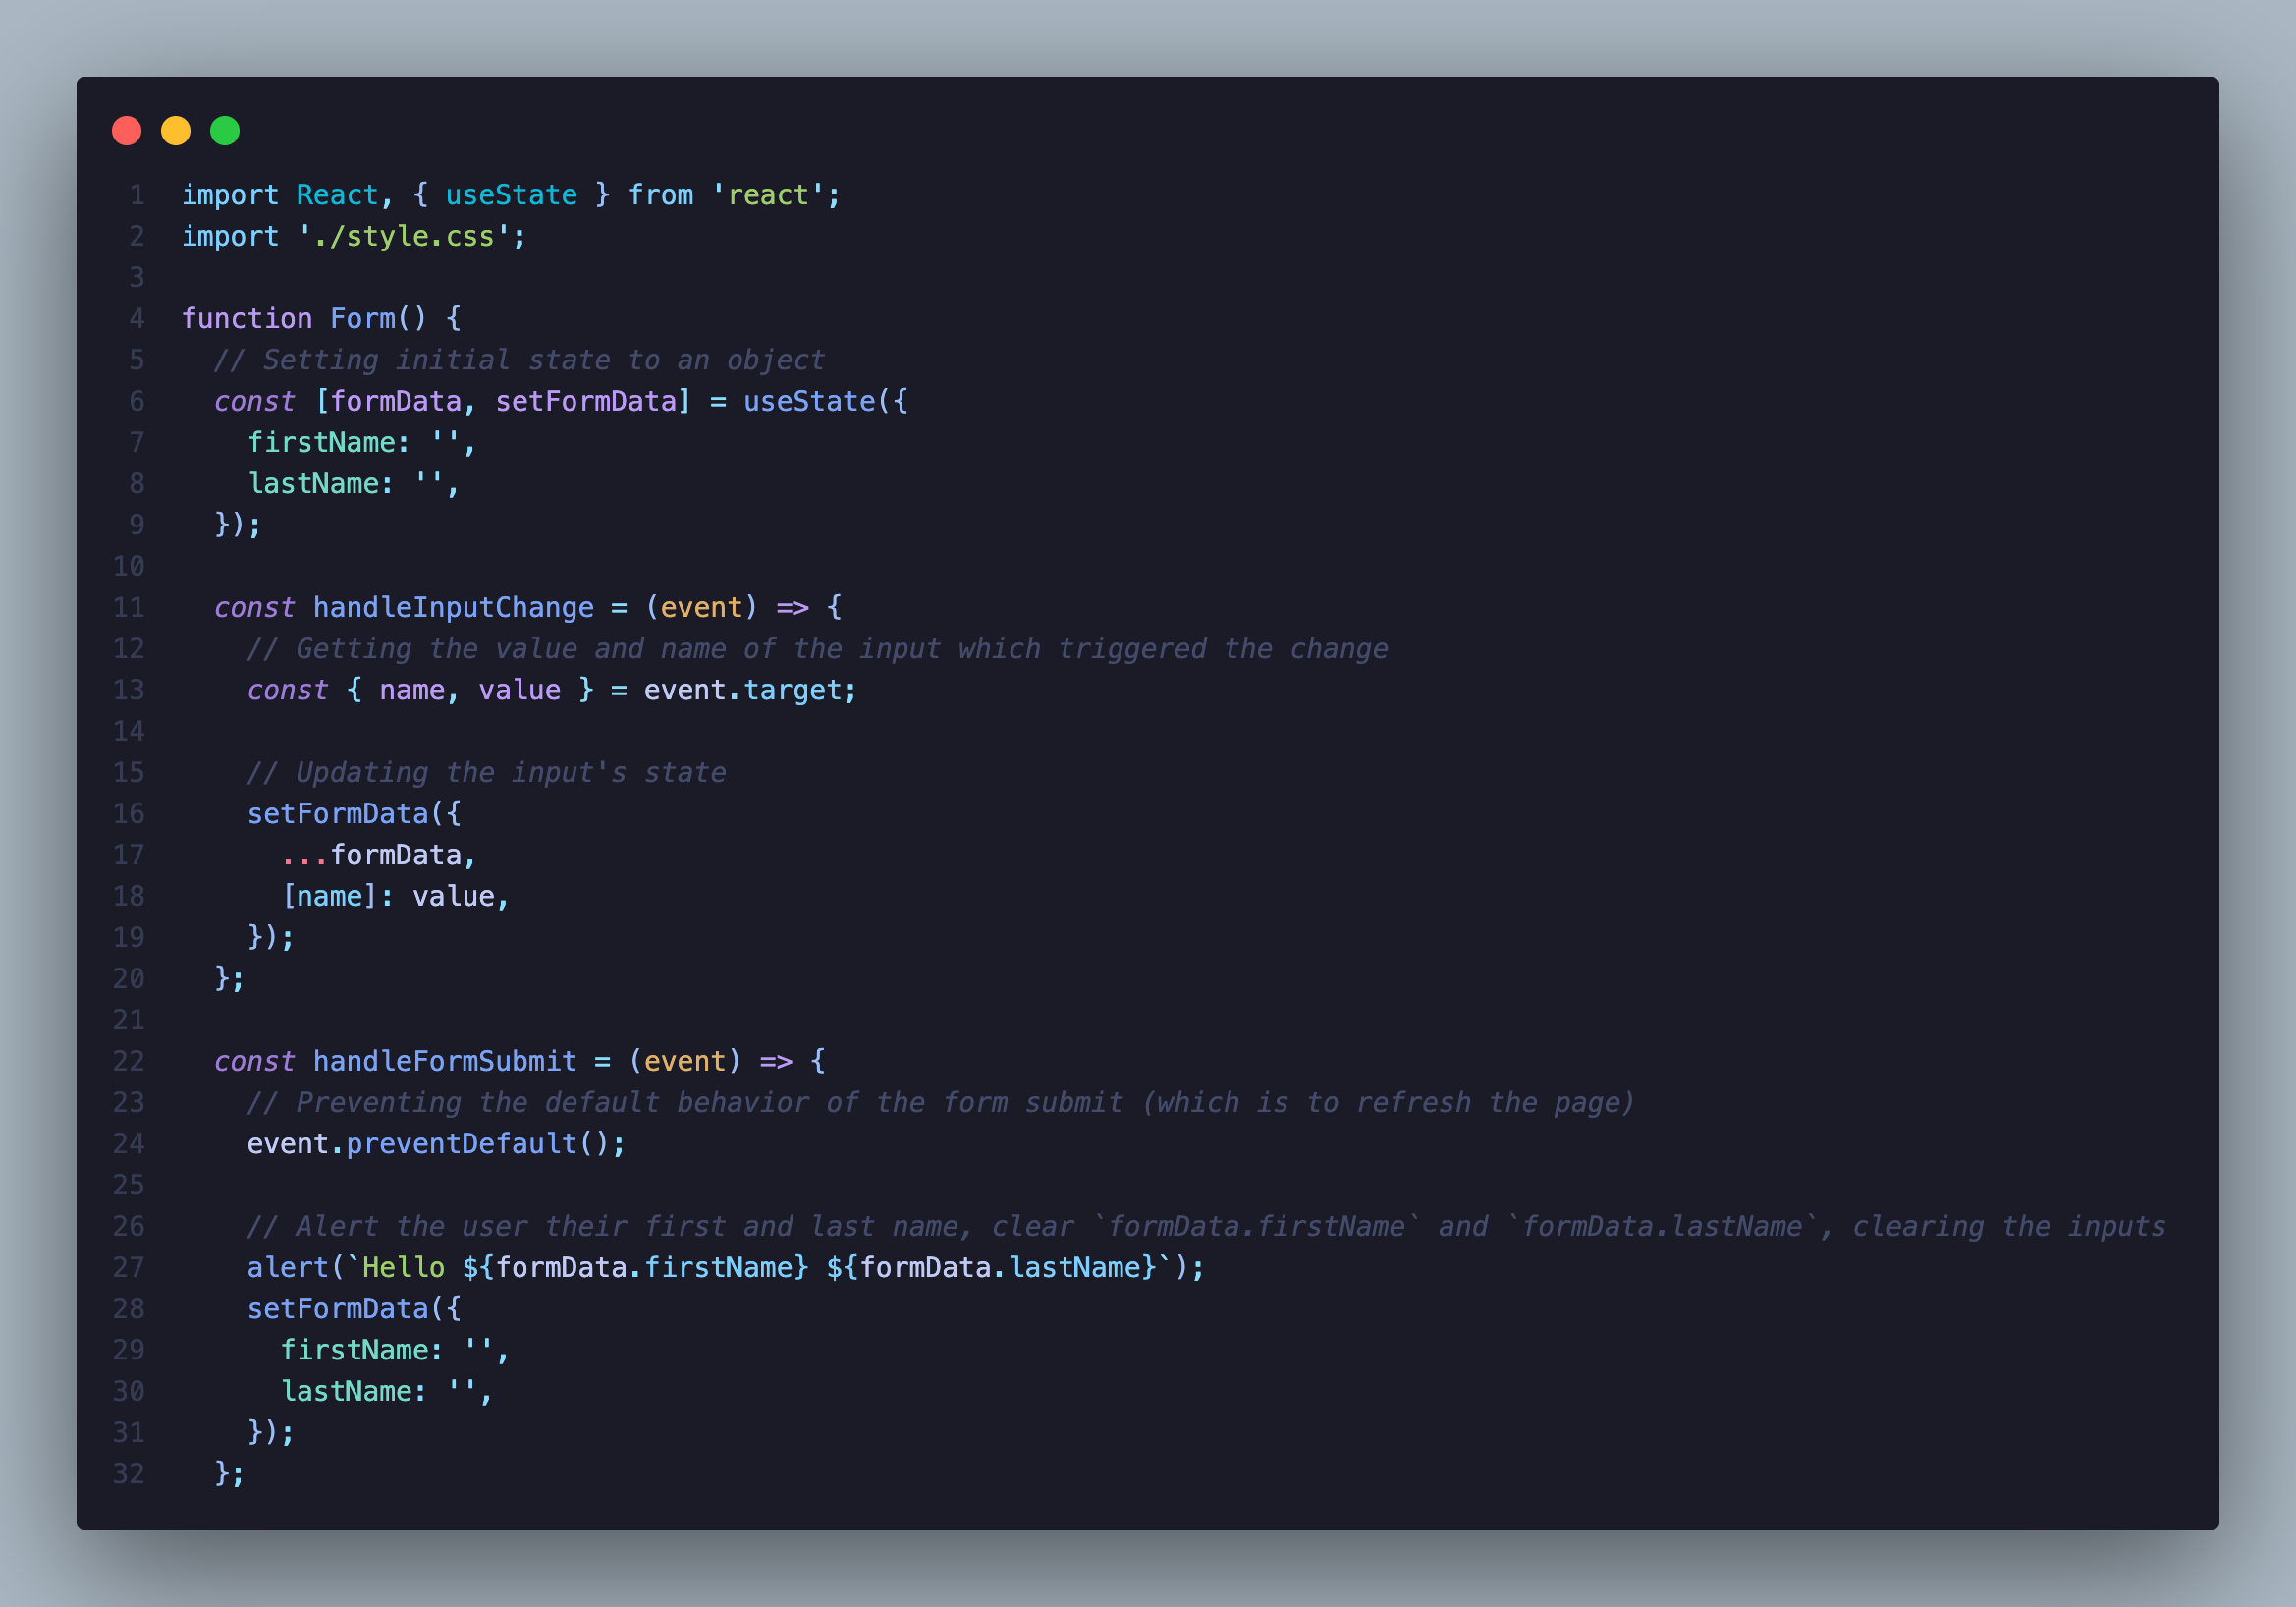 1 import React, { useState } from 'react';
2 import './style.css';
3
4 function Form() {
5   // Setting initial state to an object
6   const [formData, setFormData] = useState({
7     firstName: '',
8     lastName: '',
9   });
10
11   const handleInputChange = (event) => {
12     // Getting the value and name of the input which triggered the change
13     const { name, value } = event.target;
14
15     // Updating the input's state
16     setFormData({
17       ...formData,
18       [name]: value,
19     });
20   };
21
22   const handleFormSubmit = (event) => {
23     // Preventing the default behavior of the form submit (which is to refresh the page)
24     event.preventDefault();
25
26     // Alert the user their first and last name, clear `formData.firstName` and `formData.lastName`, clearing the inputs
27     alert(`Hello ${formData.firstName} ${formData.lastName}`);
28     setFormData({
29       firstName: '',
30       lastName: '',
31     });
32   };